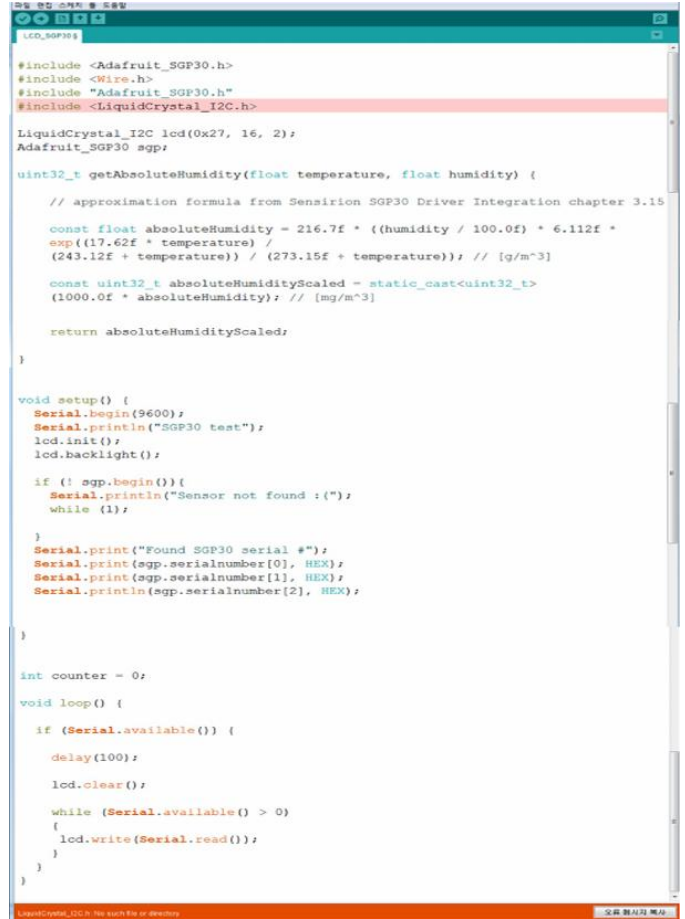 파일 편집 스케치 툴 도움말
LCD_SGP30§
#include <Adafruit_SGP30.h>
#include <Wire.h>
#include "Adafruit_SGP30.h"
#include <LiquidCrystal_I2C.h>
LiquidCrystal_I2C lcd(0x27, 16, 2);
Adafruit_SGP30 sgp;
uint32_t getAbsoluteHumidity(float temperature, float humidity) {
// approximation formula from Sensirion SGP30 Driver Integration chapter 3.15
const float absoluteHumidity = 216.7f * ((humidity / 100.0f) * 6.112f *
exp((17.62f * temperature) /
(243.12f + temperature)) / (273.15f + temperature)); // [g/m^3]
const uint32_t absoluteHumidityScaled = static_cast<uint32_t>
(1000.0f * absoluteHumidity); // [mg/m^3]
return absoluteHumidityScaled;
}
void setup() {
Serial.begin(9600);
Serial.println("SGP30 test");
lcd.init();
lcd.backlight();
if (! sgp.begin()){
Serial.println("Sensor not found :(");
while (1);
}
Serial.print("Found SGP30 serial #");
Serial.print(sgp.serialnumber[0], HEX);
Serial.print(sgp.serialnumber[1], HEX);
Serial.println(sgp.serialnumber[2], HEX);
}
int counter = 0;
void loop() {
if (Serial.available()) {
delay(100);
lcd.clear();
while (Serial.available() > 0)
{
lcd.write(Serial.read());
}
}
}
LiquidCrystal_I2C.h: No such file or directory
오류 메시지 복사